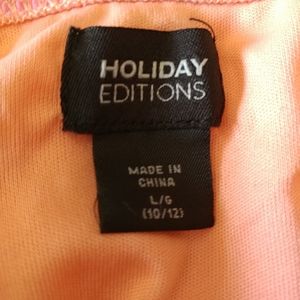 HOLIDAY
EDITIONS
MADE IN
CHINA
L/G
(10/12)